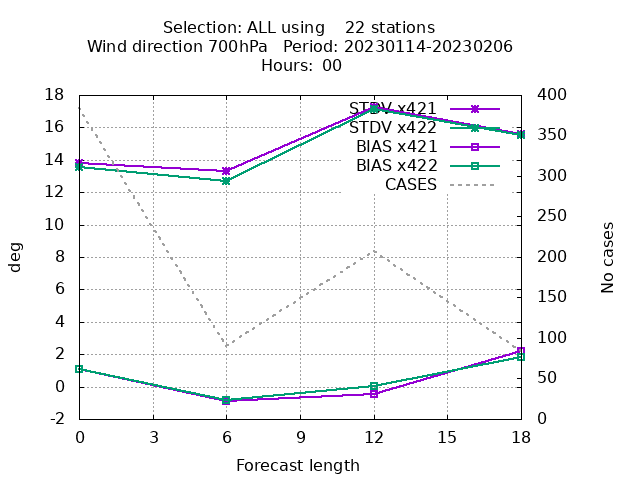 Selection: ALL using    22 stations
Wind direction 700hPa   Period: 20230114-20230206
Hours: 00
18
16
14
12
10
8
6
4
2
0
-2
400
350
300
250
200
150
100
50
0
STDV x421
STDV x422
BIAS x421
BIAS x422
CASES
deg
No cases
0 3 6 9 12 15 18
Forecast length